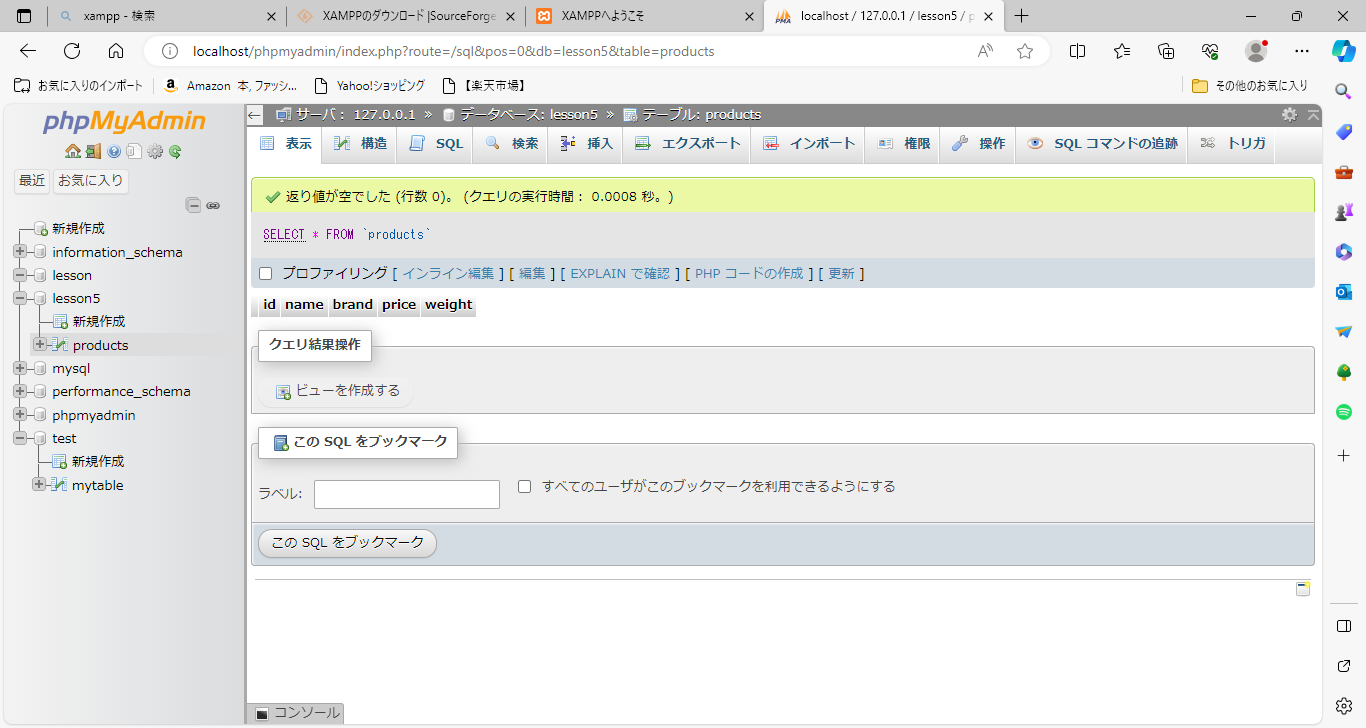 xampp - 検索
XAMPPのダウンロード |SourceForge
XAMPPへようこそ
localhost / 127.0.0.1 / lesson5 / p
localhost/phpmyadmin/index.php?route=/sql&pos=0&db=lesson5&table=products
お気に入りのインポート
Amazon 本, ファッシ...
Yahoo!ショッピング
【楽天市場】
その他のお気に入り
phpMyAdmin
最近 お気に入り
新規作成
information_schema
lesson
lesson5
新規作成
products
mysql
performance_schema
phpmyadmin
test
新規作成
mytable
サーバ: 127.0.0.1 » データベース: lesson5 » テーブル: products
表示 構造 SQL 検索 挿入 エクスポート インポート 権限 操作 SQL コマンドの追跡 トリガ
返り値が空でした (行数 0)。 (クエリの実行時間: 0.0008 秒。)
SELECT * FROM `products`
プロファイリング [ インライン編集 ] [ 編集 ] [ EXPLAIN で確認 ] [ PHP コードの作成 ] [ 更新 ]
id name brand price weight
クエリ結果操作
ビューを作成する
この SQL をブックマーク
ラベル:
すべてのユーザがこのブックマークを利用できるようにする
この SQL をブックマーク
コンソール